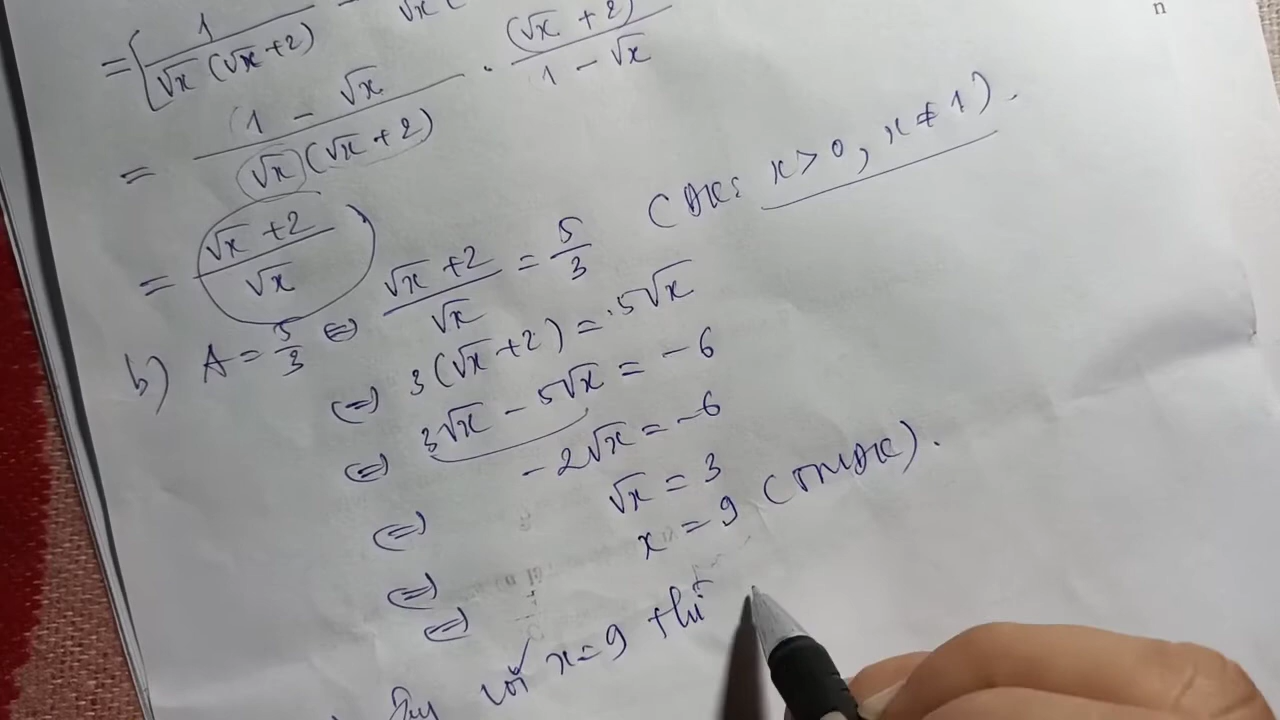 = [ 1/(√x (√x + 2)) - √x (
= (1 - √x)/(√x (√x + 2)) · (√x + 2)/(1 - √x)
= (√x + 2)/√x
(ĐK: x > 0, x ≠ 1).
b) A = 5/3 ⇔ (√x + 2)/√x = 5/3
⇔ 3(√x + 2) = 5√x
⇔ 3√x - 5√x = -6
⇔ -2√x = -6
⇔ √x = 3
⇔ x = 9 (TMĐK).
với x = 9 thì
n